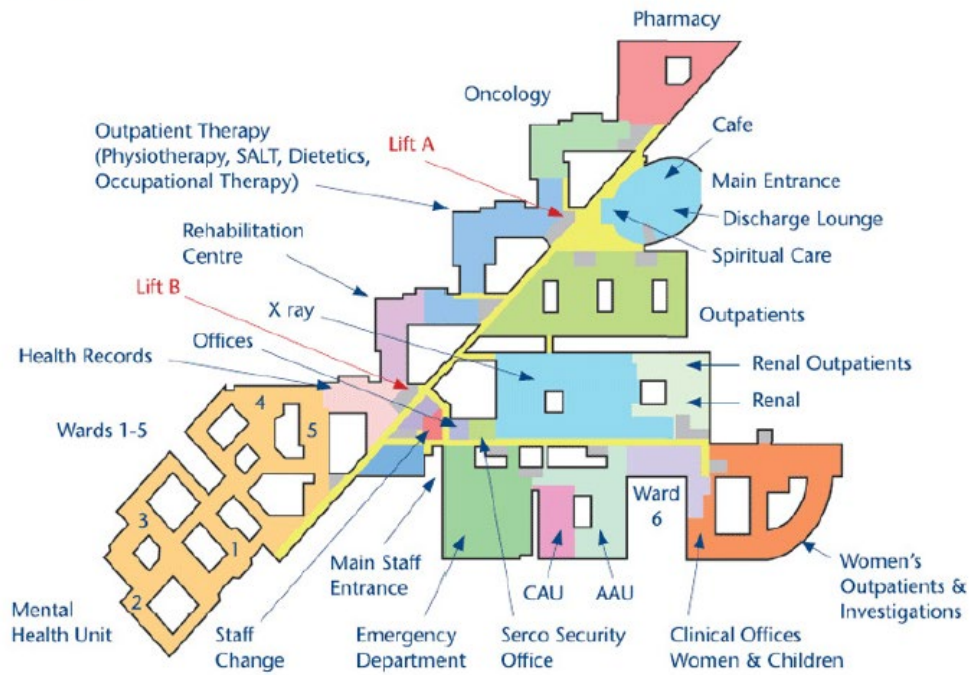 Pharmacy
Oncology
Cafe
Outpatient Therapy
(Physiotherapy, SALT, Dietetics,
Occupational Therapy)
Lift A
Main Entrance
Discharge Lounge
Spiritual Care
Rehabilitation
Centre
Lift B
X ray
Outpatients
Offices
Health Records
Renal Outpatients
Renal
Wards 1-5
4
5
3
1
2
Ward
6
Main Staff
Entrance
CAU
AAU
Women's
Outpatients &
Investigations
Mental
Health Unit
Staff
Change
Emergency
Department
Serco Security
Office
Clinical Offices
Women & Children